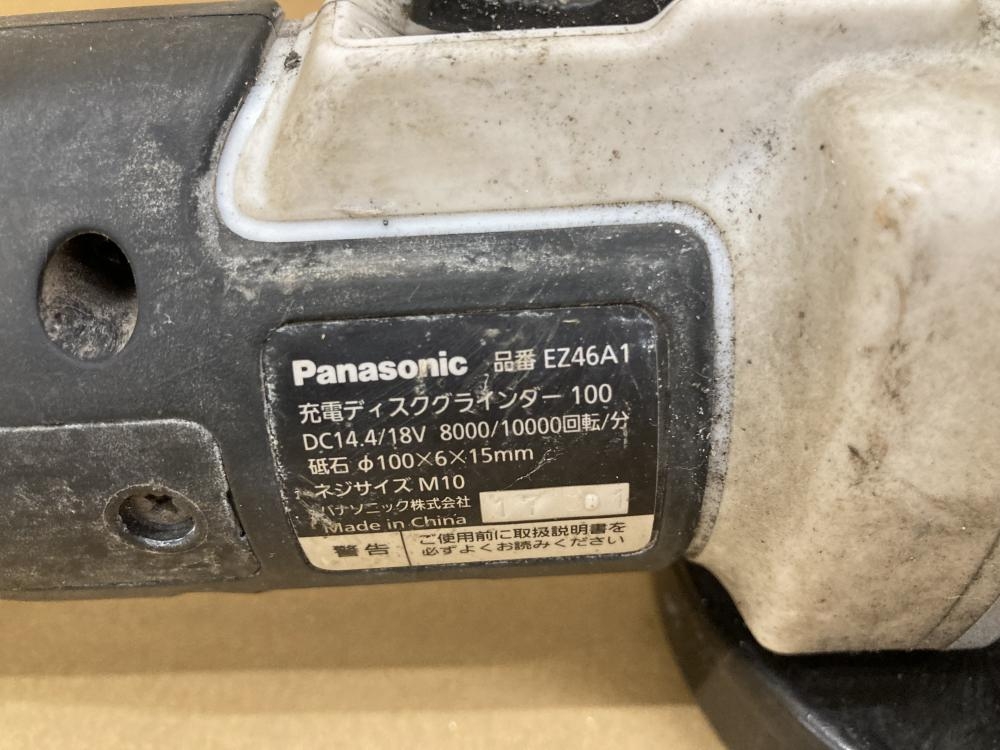 Panasonic 品番 EZ46A1
充電ディスクグラインダー 100
DC14.4/18V 8000/10000回転/分
砥石 φ100×6×15mm
ネジサイズ M10
パナソニック株式会社
Made in China 17 01
警告 ご使用前に取扱説明書を
必ずよくお読みください